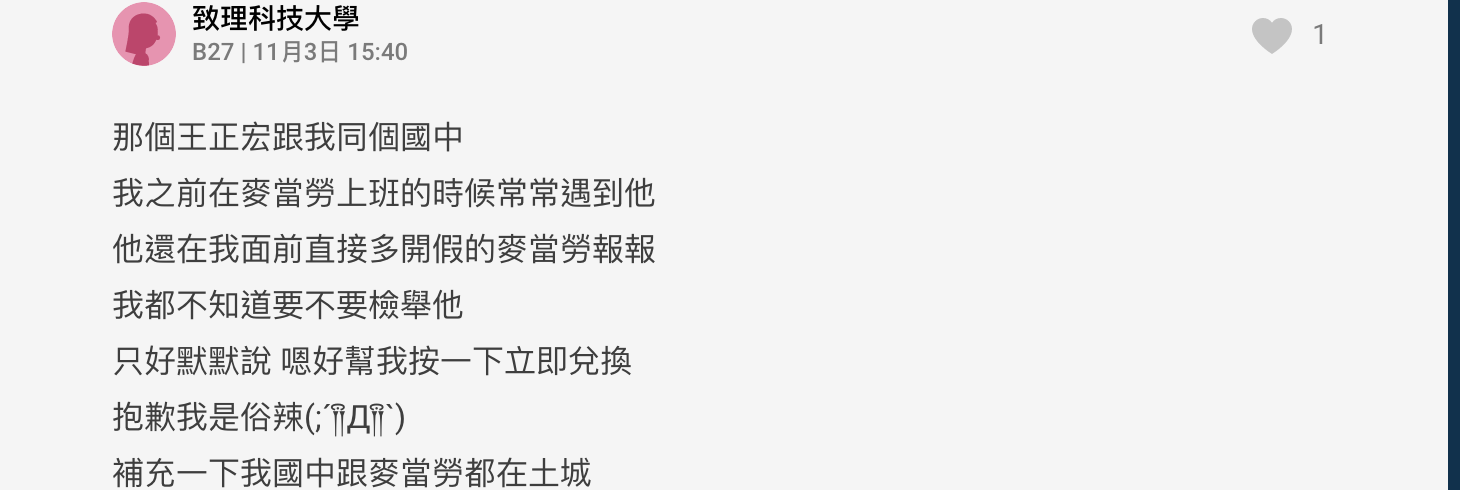 致理科技大學
B27 | 11月3日 15:40
1
那個王正宏跟我同個國中
我之前在麥當勞上班的時候常常遇到他
他還在我面前直接多開假的麥當勞報報
我都不知道要不要檢舉他
只好默默說 嗯好幫我按一下立即兌換
抱歉我是俗辣(;´༎ຶД༎ຶ`)
補充一下我國中跟麥當勞都在土城